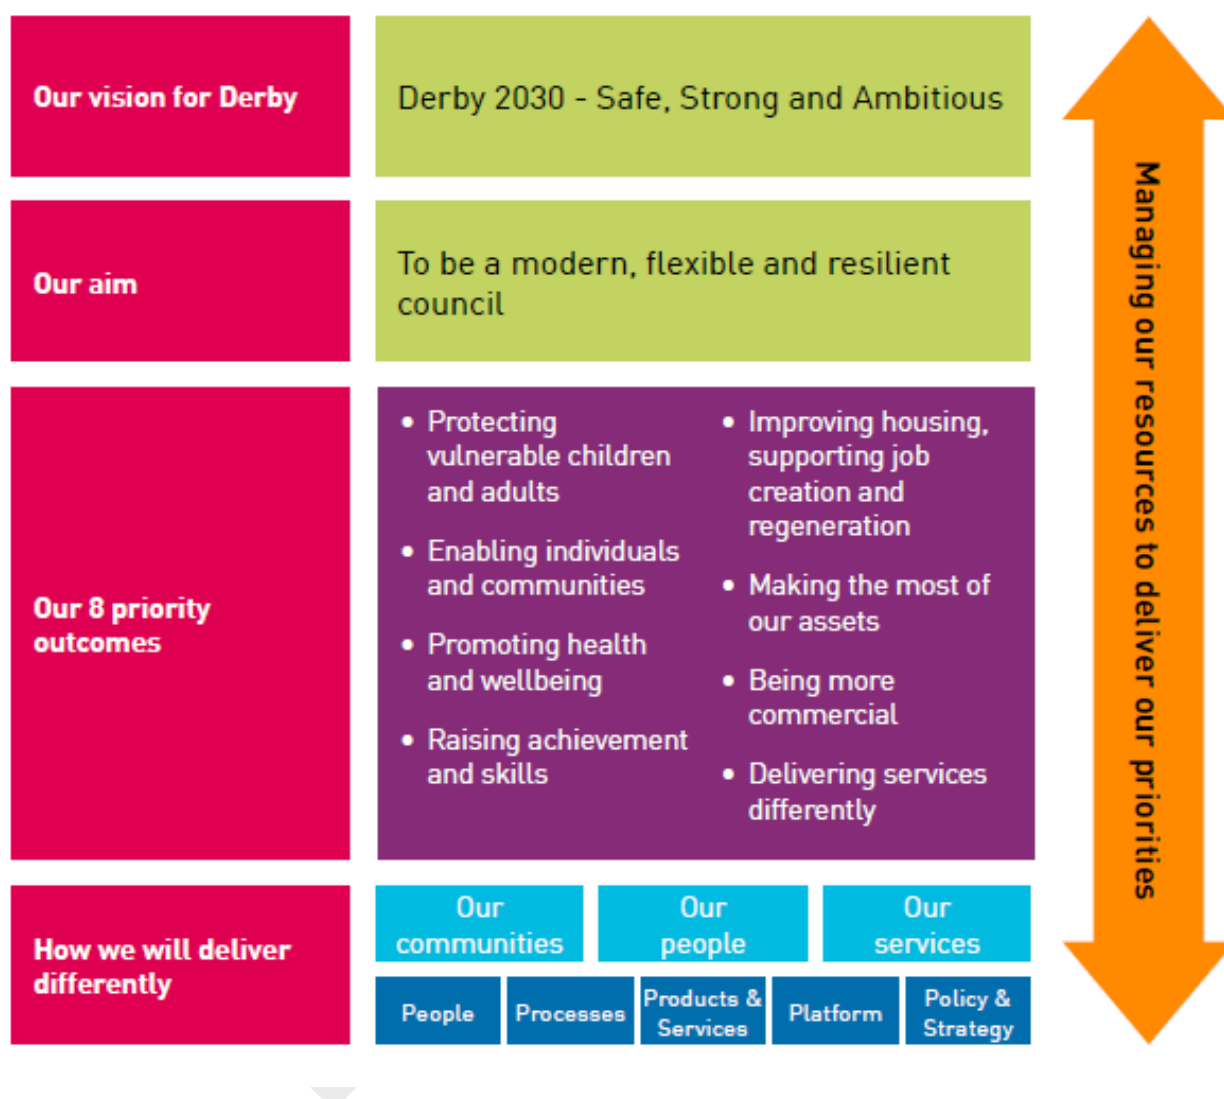 Our vision for Derby
Derby 2030 - Safe, Strong and Ambitious
Our aim
To be a modern, flexible and resilient
council
Our 8 priority
outcomes
• Protecting
vulnerable children
and adults
• Enabling individuals
and communities
• Promoting health
and wellbeing
• Raising achievement
and skills
• Improving housing,
supporting job
creation and
regeneration
• Making the most of
our assets
• Being more
commercial
• Delivering services
differently
How we will deliver
differently
Our
communities
Our
people
Our
services
People
Processes
Products &
Services
Platform
Policy &
Strategy
Managing our resources to deliver our priorities